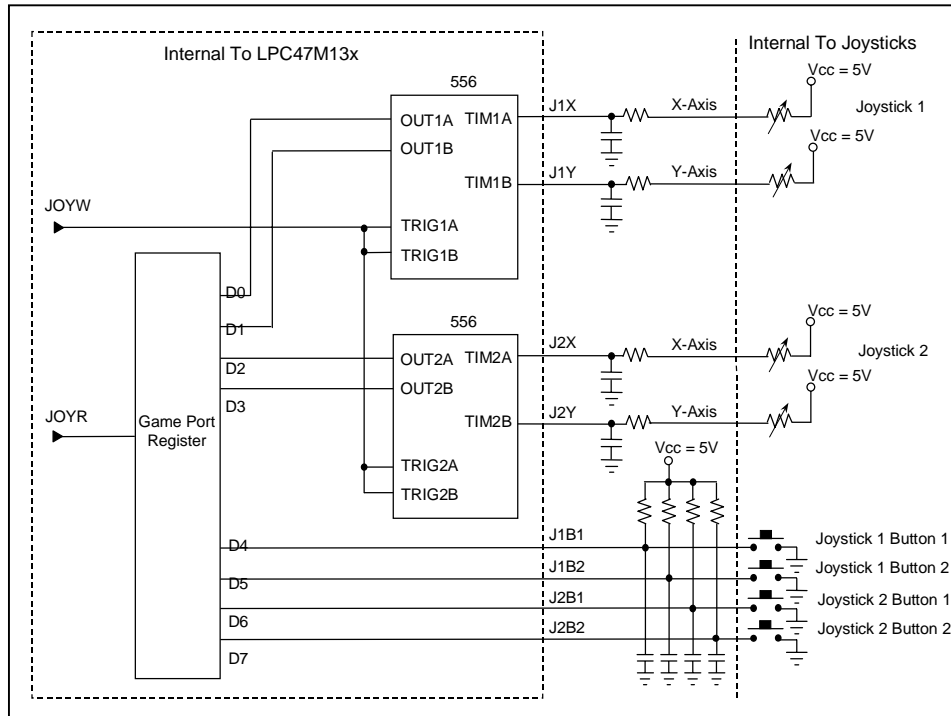 Internal To LPC47M13x
Internal To Joysticks
Vcc = 5V
556
J1X
X-Axis
Joystick 1
OUT1A
TIM1A
Vcc = 5V
OUT1B
J1Y
Y-Axis
TIM1B
JOYW
TRIG1A
TRIG1B
D0
Vcc = 5V
D1
556
J2X
X-Axis
Joystick 2
D2
OUT2A
TIM2A
Vcc = 5V
OUT2B
D3
J2Y
Y-Axis
JOYR
Game Port
Register
TIM2B
Vcc = 5V
TRIG2A
TRIG2B
D4
J1B1
Joystick 1 Button 1
D5
J1B2
Joystick 1 Button 2
D6
J2B1
Joystick 2 Button 1
D7
J2B2
Joystick 2 Button 2